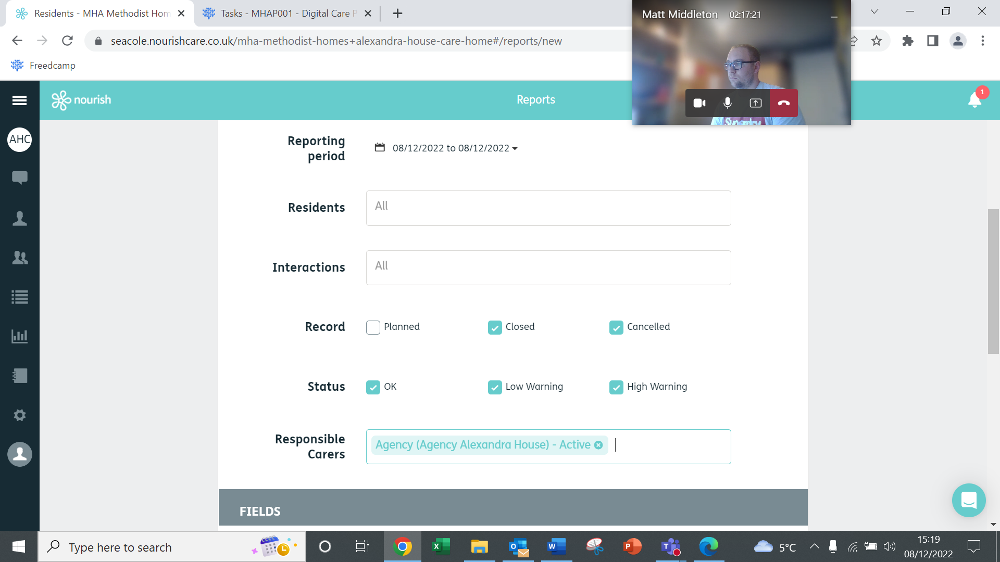 Residents - MHA Methodist Hom
Tasks - MHAP001 - Digital Care P
Matt Middleton 02:17:21
seacole.nourishcare.co.uk/mha-methodist-homes+alexandra-house-care-home#/reports/new
Freedcamp
nourish
Reports
1
AHC
Reporting
period
08/12/2022 to 08/12/2022
Residents
All
Interactions
All
Record
Planned
Closed
Cancelled
Status
OK
Low Warning
High Warning
Responsible
Carers
Agency (Agency Alexandra House) - Active
FIELDS
Type here to search
5°C
15:19
08/12/2022